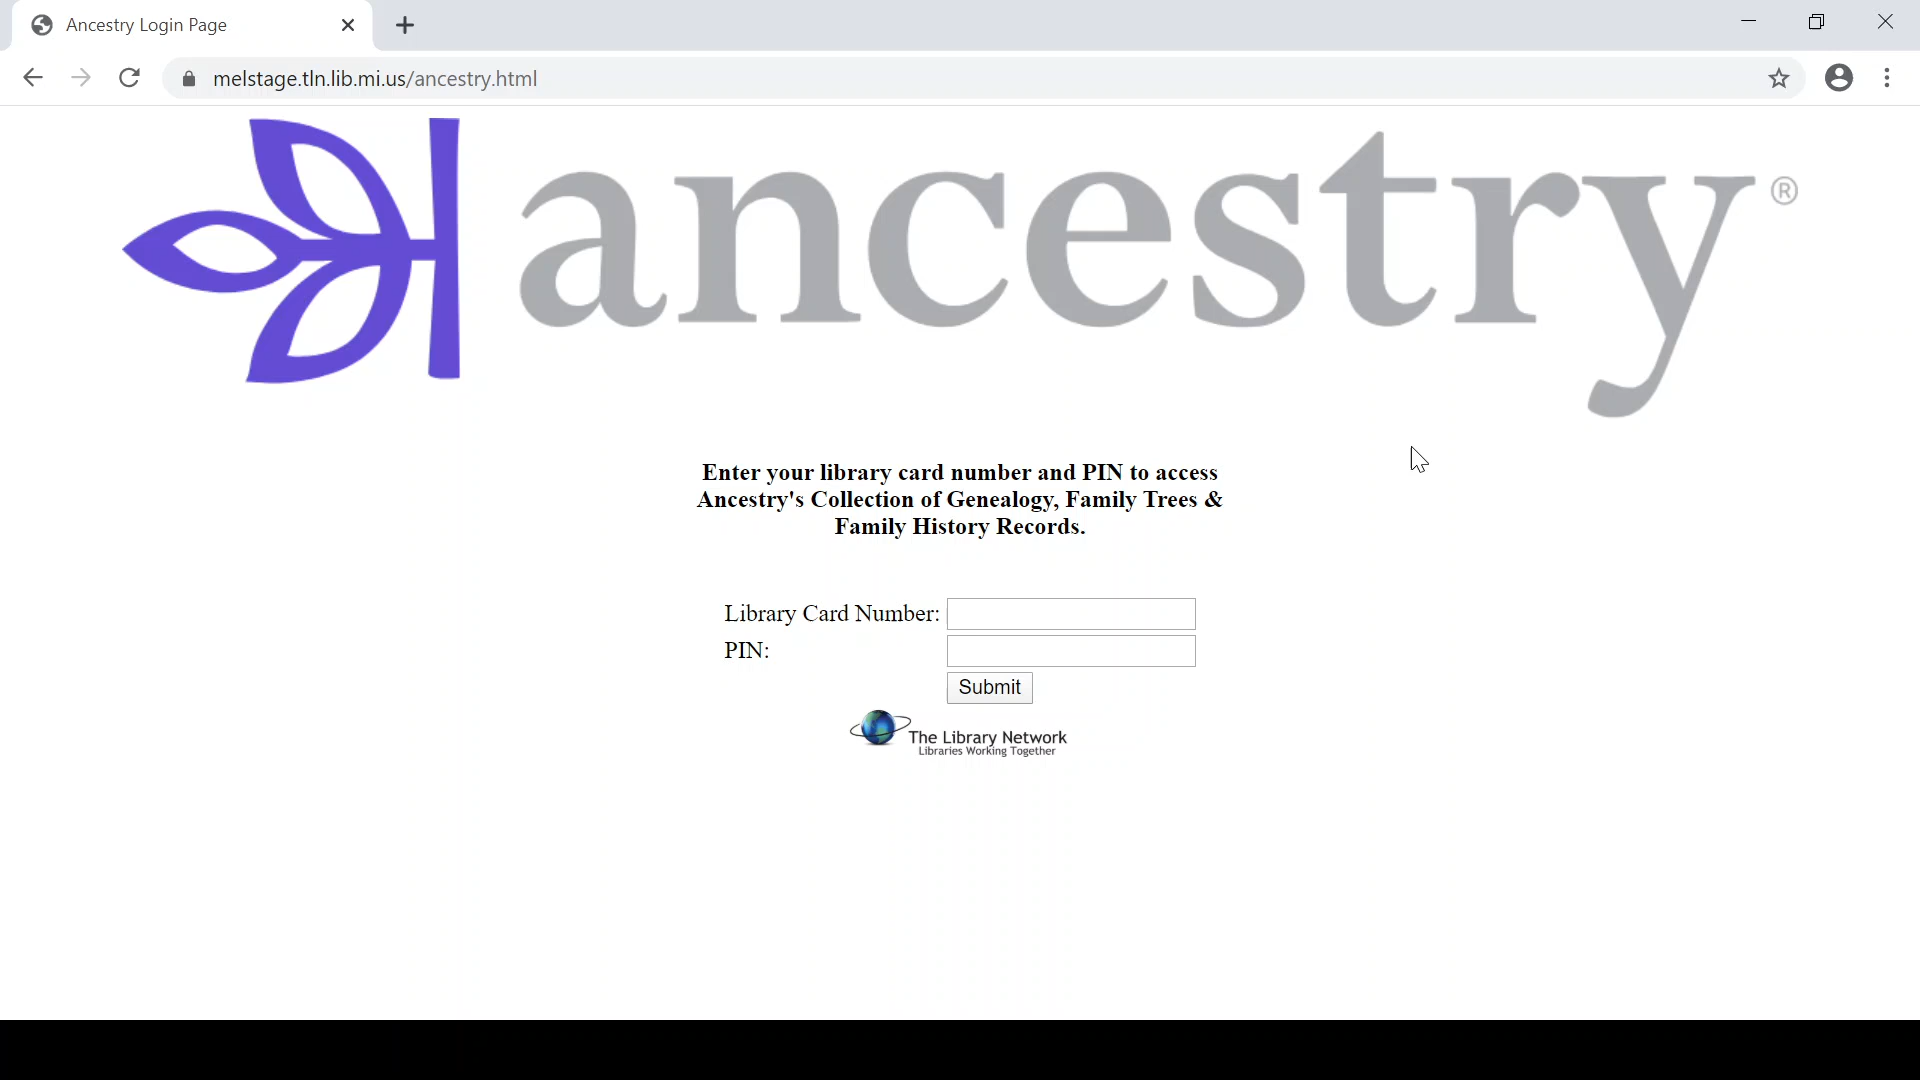 Ancestry Login Page
melstage.tln.lib.mi.us/ancestry.html
ancestry®
Enter your library card number and PIN to access
Ancestry's Collection of Genealogy, Family Trees &
Family History Records.
Library Card Number:
PIN:
Submit
The Library Network
Libraries Working Together